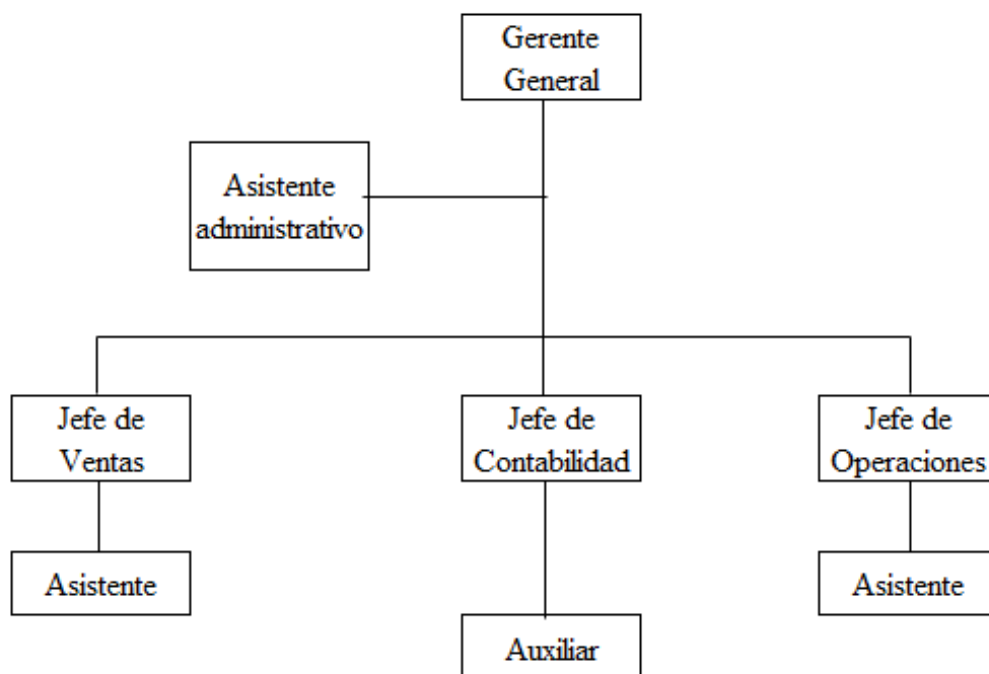 Gerente
General
Asistente
administrativo
Jefe de
Ventas
Jefe de
Contabilidad
Jefe de
Operaciones
Asistente
Asistente
Auxiliar